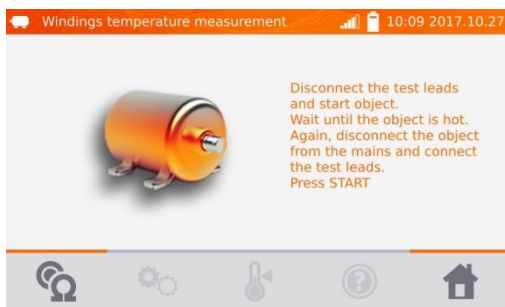 Windings temperature measurement
10:09 2017.10.27
Disconnect the test leads
and start object.
Wait until the object is hot.
Again, disconnect the object
from the mains and connect
the test leads.
Press START
Ω
?